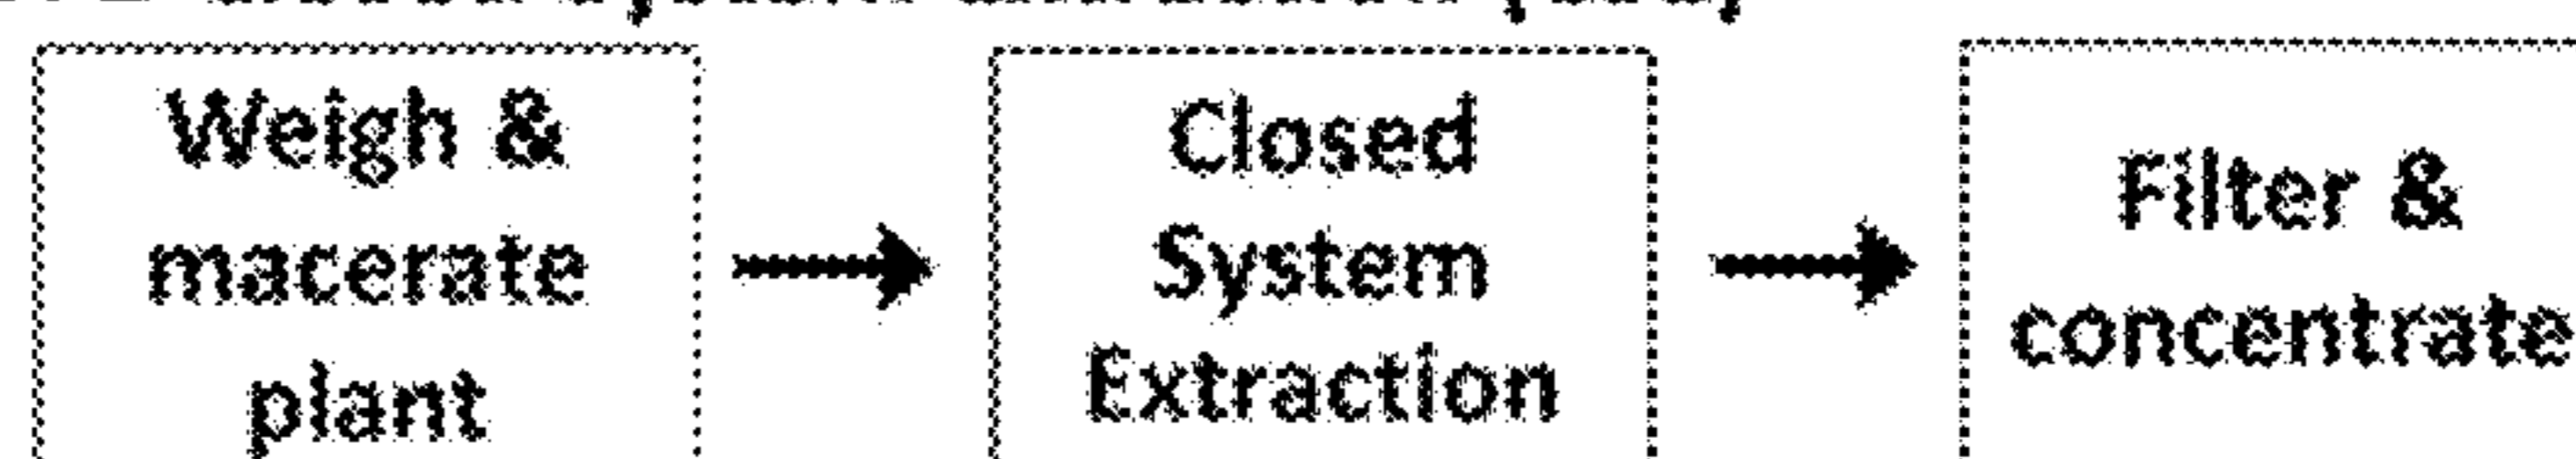 Weigh &
macerate
plant
Closed
System
Extraction
Filter &
concentrate